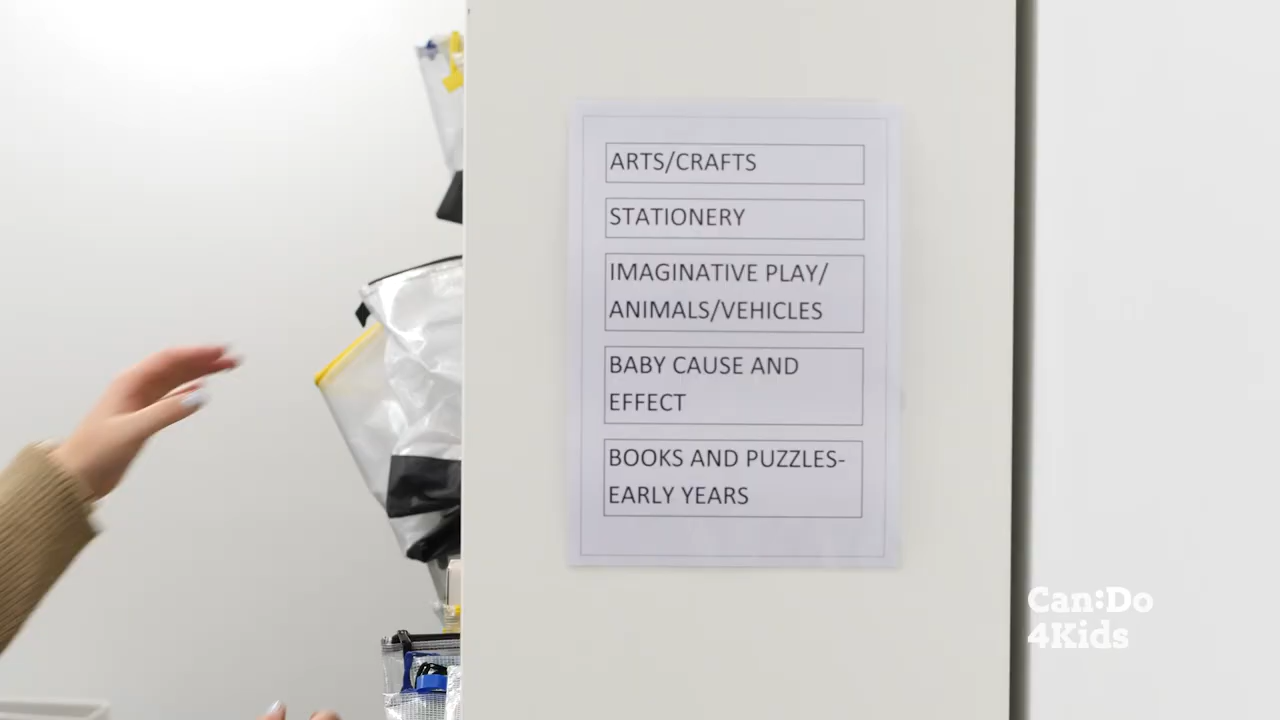 ARTS/CRAFTS
STATIONERY
IMAGINATIVE PLAY/
ANIMALS/VEHICLES
BABY CAUSE AND
EFFECT
BOOKS AND PUZZLES-
EARLY YEARS
Can:Do
4Kids